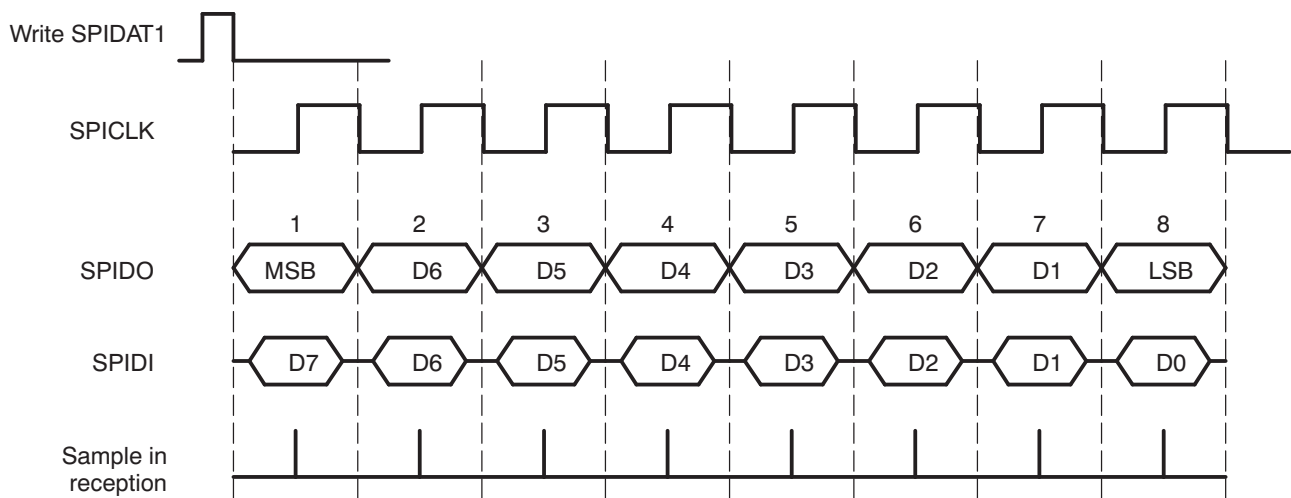 Write SPIDAT1
SPICLK
1 2 3 4 5 6 7 8
SPIDO MSB D6 D5 D4 D3 D2 D1 LSB
SPIDI D7 D6 D5 D4 D3 D2 D1 D0
Sample in
reception